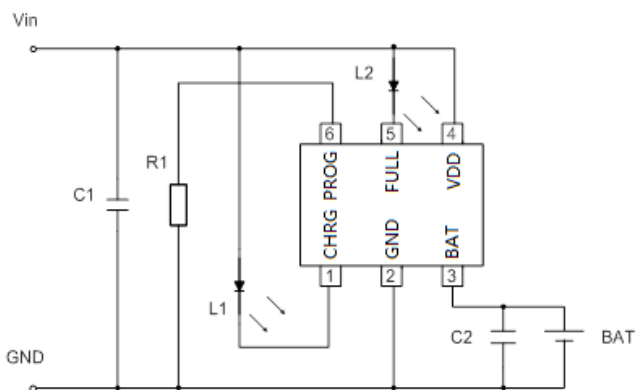 Vin
L2
6 5 4
R1
PROG FULL VDD
C1
CHRG GND BAT
1 2 3
L1
C2 BAT
GND